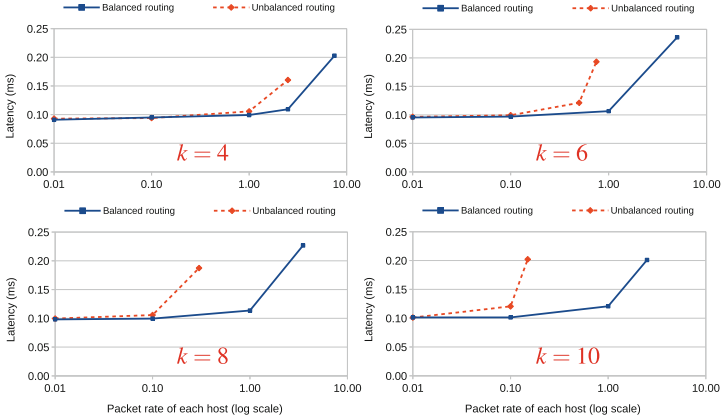 Balanced routing Unbalanced routing
Latency (ms)
0.25
0.20
0.15
0.10
0.05
0.00
k = 4
0.01 0.10 1.00 10.00
Balanced routing Unbalanced routing
Latency (ms)
0.25
0.20
0.15
0.10
0.05
0.00
k = 6
0.01 0.10 1.00 10.00
Balanced routing Unbalanced routing
Latency (ms)
0.25
0.20
0.15
0.10
0.05
0.00
k = 8
0.01 0.10 1.00 10.00
Packet rate of each host (log scale)
Balanced routing Unbalanced routing
Latency (ms)
0.25
0.20
0.15
0.10
0.05
0.00
k = 10
0.01 0.10 1.00 10.00
Packet rate of each host (log scale)